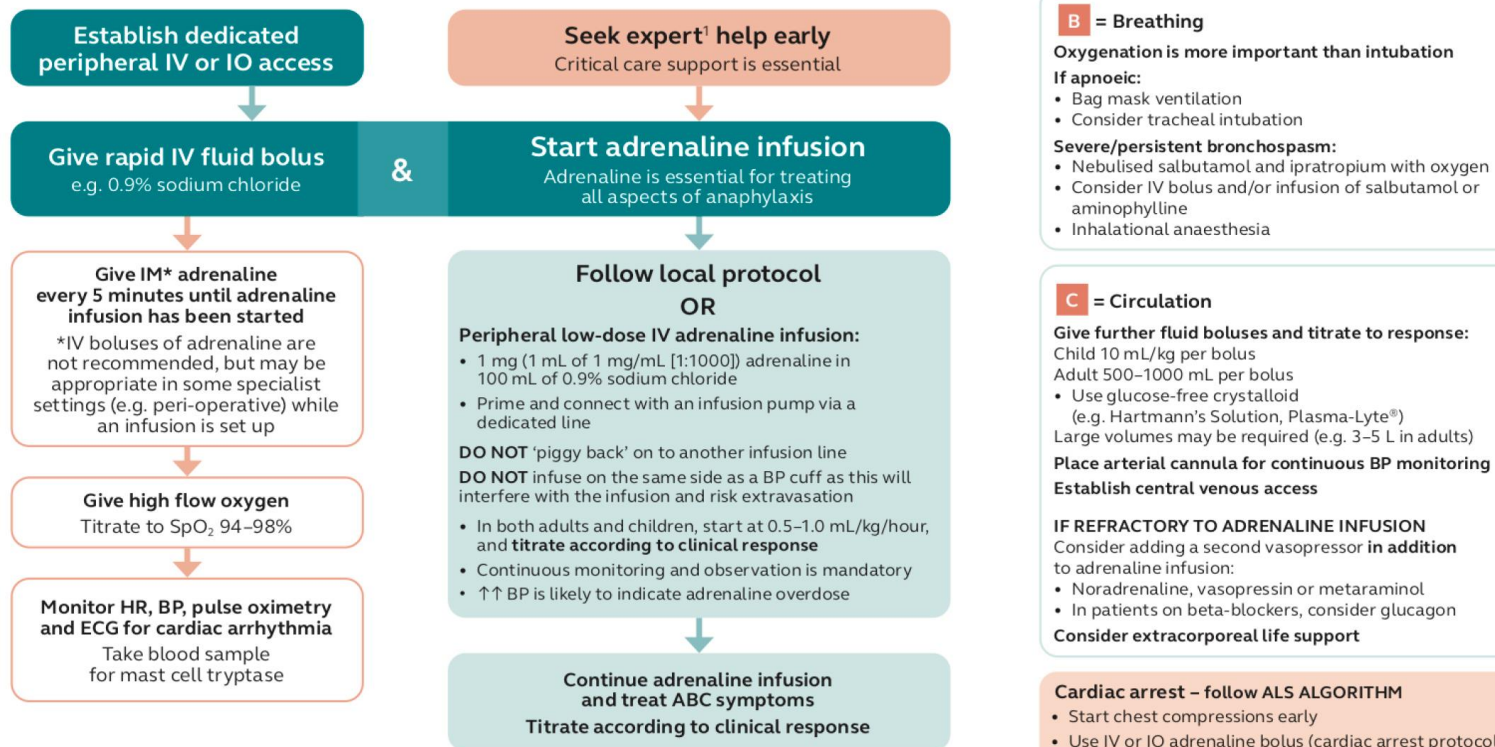 Establish dedicated
peripheral IV or IO access
Seek expert¹ help early
Critical care support is essential
Give rapid IV fluid bolus
e.g. 0.9% sodium chloride
&
Start adrenaline infusion
Adrenaline is essential for treating
all aspects of anaphylaxis
Give IM* adrenaline
every 5 minutes until adrenaline
infusion has been started
*IV boluses of adrenaline are
not recommended, but may be
appropriate in some specialist
settings (e.g. peri-operative) while
an infusion is set up
Give high flow oxygen
Titrate to SpO₂ 94–98%
Monitor HR, BP, pulse oximetry
and ECG for cardiac arrhythmia
Take blood sample
for mast cell tryptase
Follow local protocol
OR
Peripheral low-dose IV adrenaline infusion:
• 1 mg (1 mL of 1 mg/mL [1:1000]) adrenaline in
100 mL of 0.9% sodium chloride
• Prime and connect with an infusion pump via a
dedicated line
DO NOT ‘piggy back’ on to another infusion line
DO NOT infuse on the same side as a BP cuff as this will
interfere with the infusion and risk extravasation
• In both adults and children, start at 0.5–1.0 mL/kg/hour,
and titrate according to clinical response
• Continuous monitoring and observation is mandatory
• ↑↑ BP is likely to indicate adrenaline overdose
Continue adrenaline infusion
and treat ABC symptoms
Titrate according to clinical response
B = Breathing
Oxygenation is more important than intubation
If apnoeic:
• Bag mask ventilation
• Consider tracheal intubation
Severe/persistent bronchospasm:
• Nebulised salbutamol and ipratropium with oxygen
• Consider IV bolus and/or infusion of salbutamol or
aminophylline
• Inhalational anaesthesia
C = Circulation
Give further fluid boluses and titrate to response:
Child 10 mL/kg per bolus
Adult 500–1000 mL per bolus
• Use glucose-free crystalloid
(e.g. Hartmann’s Solution, Plasma-Lyte®)
Large volumes may be required (e.g. 3–5 L in adults)
Place arterial cannula for continuous BP monitoring
Establish central venous access
IF REFRACTORY TO ADRENALINE INFUSION
Consider adding a second vasopressor in addition
to adrenaline infusion:
• Noradrenaline, vasopressin or metaraminol
• In patients on beta-blockers, consider glucagon
Consider extracorporeal life support
Cardiac arrest – follow ALS ALGORITHM
• Start chest compressions early
• Use IV or IO adrenaline bolus (cardiac arrest protocol